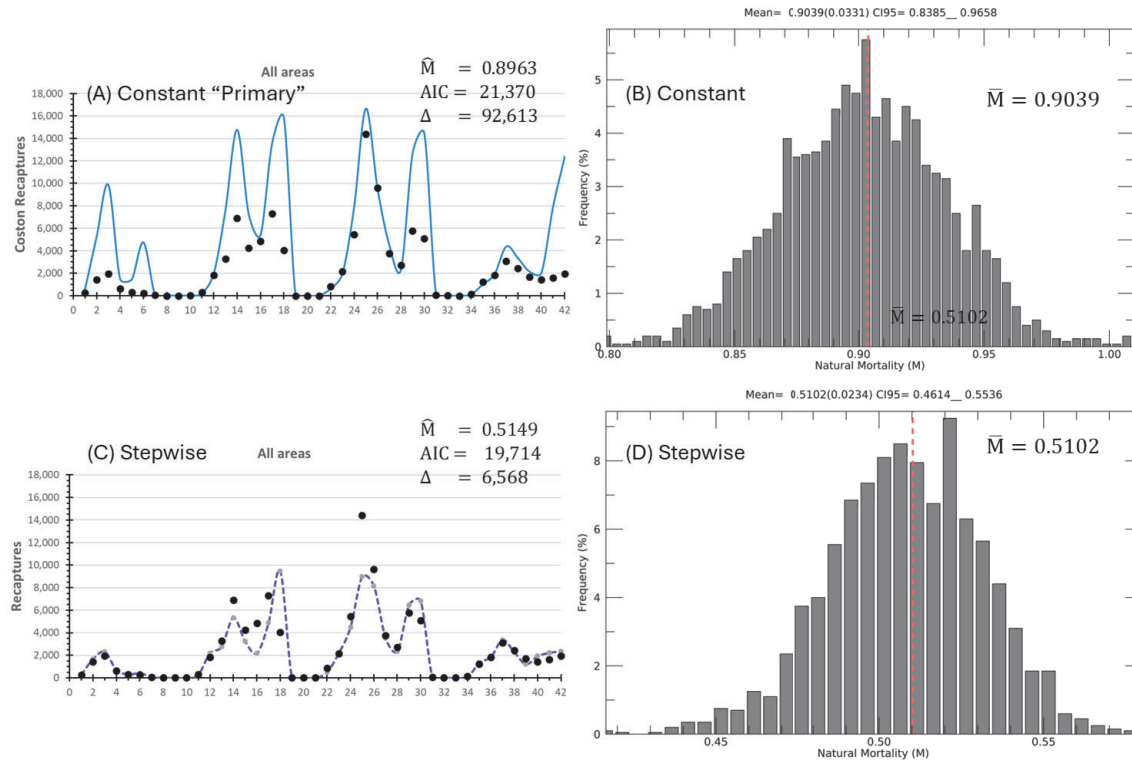 Mean= 0.9039(0.0331) CI95= 0.8385__ 0.9658
All areas
(A) Constant “Primary”
M̂ = 0.8963
AIC = 21,370
Δ = 92,613
Coston Recaptures
18,000
16,000
14,000
12,000
10,000
8,000
6,000
4,000
2,000
0
0 2 4 6 8 10 12 14 16 18 20 22 24 26 28 30 32 34 36 38 40 42
(B) Constant
M̄ = 0.9039
M̄ = 0.5102
Frequency (%)
5
4
3
2
1
0
0.80 0.85 0.90 0.95 1.00
Natural Mortality (M)
(C) Stepwise
All areas
M̂ = 0.5149
AIC = 19,714
Δ = 6,568
Recaptures
18,000
16,000
14,000
12,000
10,000
8,000
6,000
4,000
2,000
0
0 2 4 6 8 10 12 14 16 18 20 22 24 26 28 30 32 34 36 38 40 42
Mean= 0.5102(0.0234) CI95= 0.4614__ 0.5536
(D) Stepwise
M̄ = 0.5102
Frequency (%)
8
6
4
2
0
0.45 0.50 0.55
Natural Mortality (M)